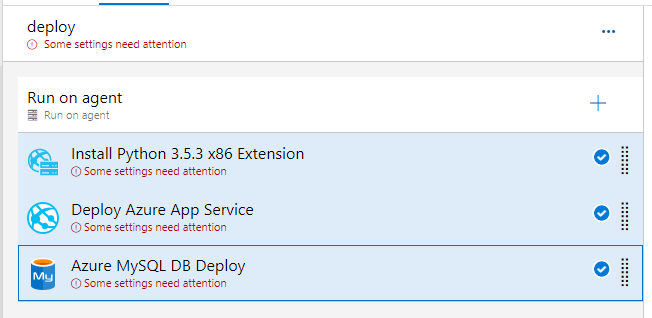 deploy
Some settings need attention
Run on agent
Run on agent
Install Python 3.5.3 x86 Extension
Some settings need attention
Deploy Azure App Service
Some settings need attention
Azure MySQL DB Deploy
My
Some settings need attention